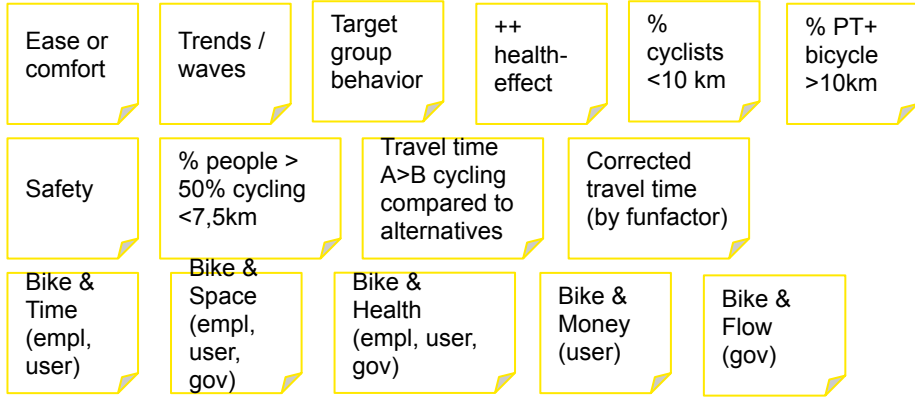 Ease or
comfort
Trends /
waves
Target
group
behavior
++
health-
effect
%
cyclists
<10 km
% PT+
bicycle
>10km
Safety
% people >
50% cycling
<7,5km
Travel time
A>B cycling
compared to
alternatives
Corrected
travel time
(by funfactor)
Bike &
Time
(empl,
user)
Bike &
Space
(empl,
user,
gov)
Bike &
Health
(empl, user,
gov)
Bike &
Money
(user)
Bike &
Flow
(gov)